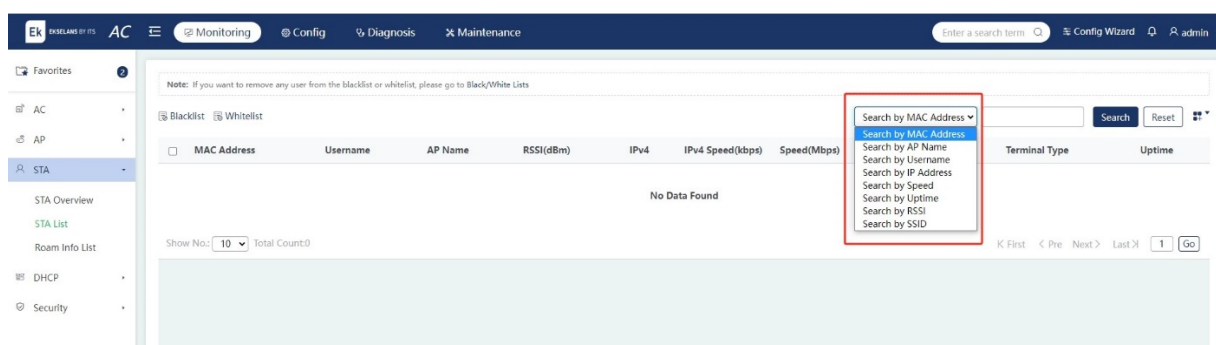 Ek EKSELANS BY ITS AC Monitoring Config Diagnosis Maintenance Enter a search term Config Wizard admin
Favorites 2
Note: If you want to remove any user from the blacklist or whitelist, please go to Black/White Lists
AC
AP
STA
STA Overview
STA List
Roam Info List
DHCP
Security
Blacklist Whitelist Search by MAC Address Search Reset
MAC Address Username AP Name RSSI(dBm) IPv4 IPv4 Speed(kbps) Speed(Mbps) Terminal Type Uptime
Search by MAC Address
Search by AP Name
Search by Username
Search by IP Address
Search by Speed
Search by Uptime
Search by RSSI
Search by SSID
No Data Found
Show No.: 10 Total Count:0 First Pre Next Last 1 Go